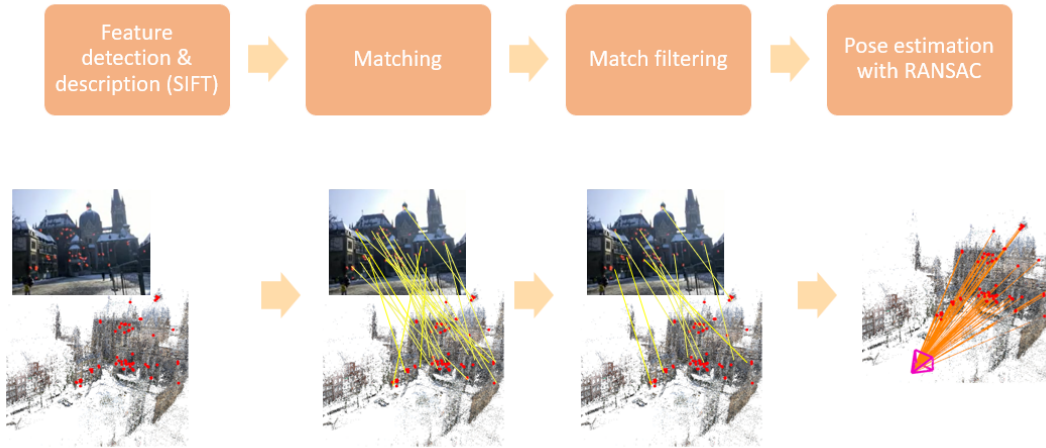 Feature
detection &
description (SIFT)
Matching
Match filtering
Pose estimation
with RANSAC